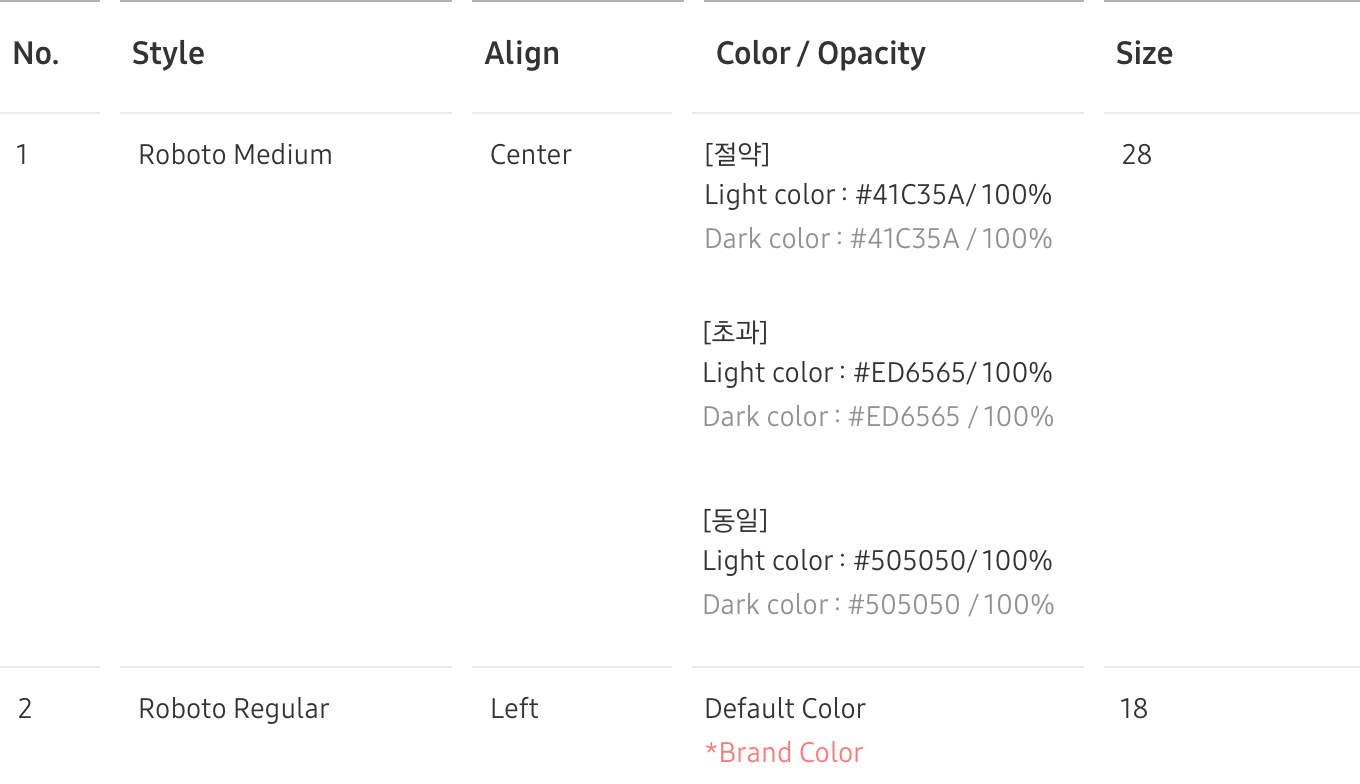 No. Style Align Color / Opacity Size
1 Roboto Medium Center [절약] 28
Light color : #41C35A/ 100%
Dark color : #41C35A / 100%
[초과]
Light color : #ED6565/ 100%
Dark color : #ED6565 / 100%
[동일]
Light color : #505050/ 100%
Dark color : #505050 / 100%
2 Roboto Regular Left Default Color 18
*Brand Color